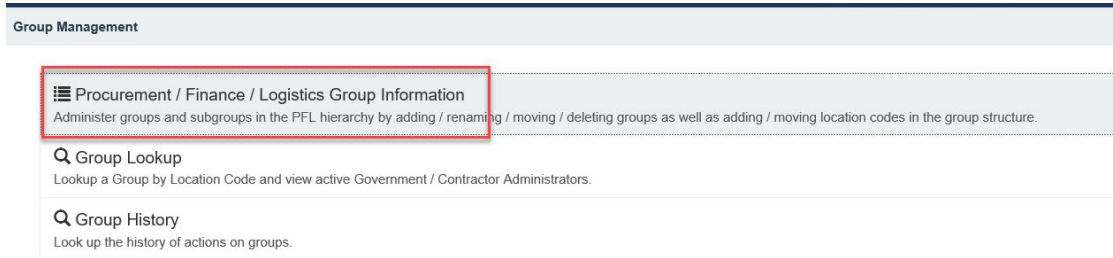 Group Management
Procurement / Finance / Logistics Group Information
Administer groups and subgroups in the PFL hierarchy by adding / renaming / moving / deleting groups as well as adding / moving location codes in the group structure.
Group Lookup
Lookup a Group by Location Code and view active Government / Contractor Administrators.
Group History
Look up the history of actions on groups.